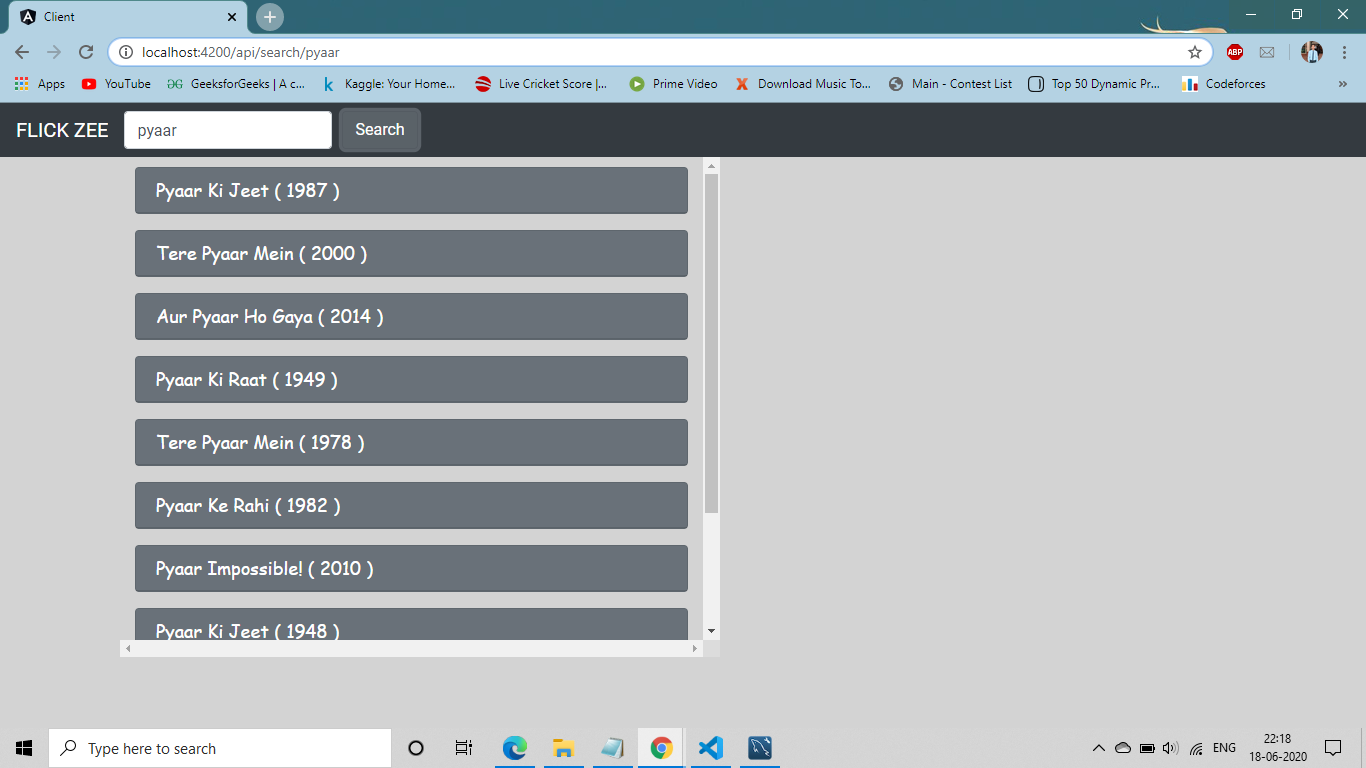 Client
localhost:4200/api/search/pyaar
ABP
Apps YouTube GeeksforGeeks | A c... Kaggle: Your Home... Live Cricket Score |... Prime Video Download Music To... Main - Contest List Top 50 Dynamic Pr... Codeforces »
FLICK ZEE pyaar Search
Pyaar Ki Jeet ( 1987 )
Tere Pyaar Mein ( 2000 )
Aur Pyaar Ho Gaya ( 2014 )
Pyaar Ki Raat ( 1949 )
Tere Pyaar Mein ( 1978 )
Pyaar Ke Rahi ( 1982 )
Pyaar Impossible! ( 2010 )
Pyaar Ki Jeet ( 1948 )
Type here to search
ENG
22:18
18-06-2020